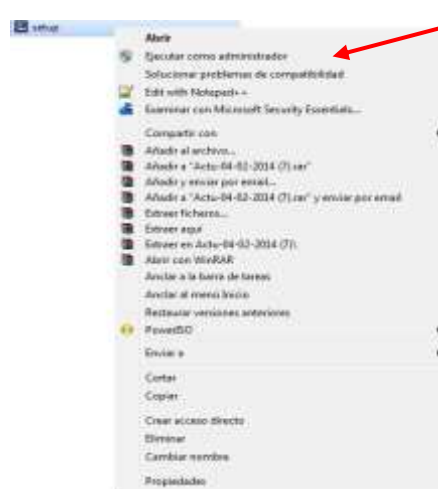 setup
Abrir
Ejecutar como administrador
Solucionar problemas de compatibilidad
Edit with Notepad++
Examinar con Microsoft Security Essentials...
Compartir con
Añadir al archivo...
Añadir a "Actu-04-02-2014 (7).rar"
Añadir y enviar por email...
Añadir a "Actu-04-02-2014 (7).rar" y enviar por email
Extraer ficheros...
Extraer aquí
Extraer en Actu-04-02-2014 (7)\
Abrir con WinRAR
Anclar a la barra de tareas
Anclar al menú Inicio
Restaurar versiones anteriores
PowerISO
Enviar a
Cortar
Copiar
Crear acceso directo
Eliminar
Cambiar nombre
Propiedades